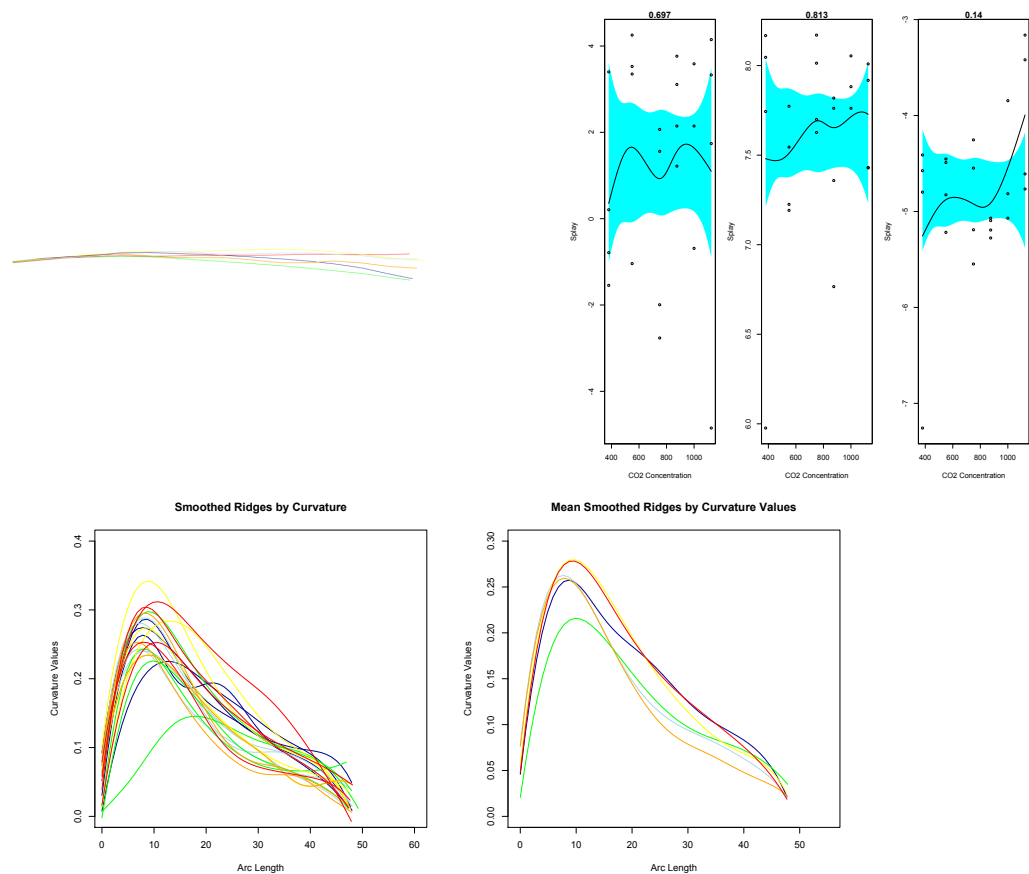 0.697
4
2
0
-2
-4
Splay
400 600 800 1000
CO2 Concentration
0.813
8.0
7.5
7.0
6.5
6.0
Splay
400 600 800 1000
CO2 Concentration
0.14
-3
-4
-5
-6
-7
Splay
400 600 800 1000
CO2 Concentration
Smoothed Ridges by Curvature
0.4
0.3
0.2
0.1
0.0
Curvature Values
0 10 20 30 40 50 60
Arc Length
Mean Smoothed Ridges by Curvature Values
0.30
0.25
0.20
0.15
0.10
0.05
0.00
Curvature Values
0 10 20 30 40 50
Arc Length